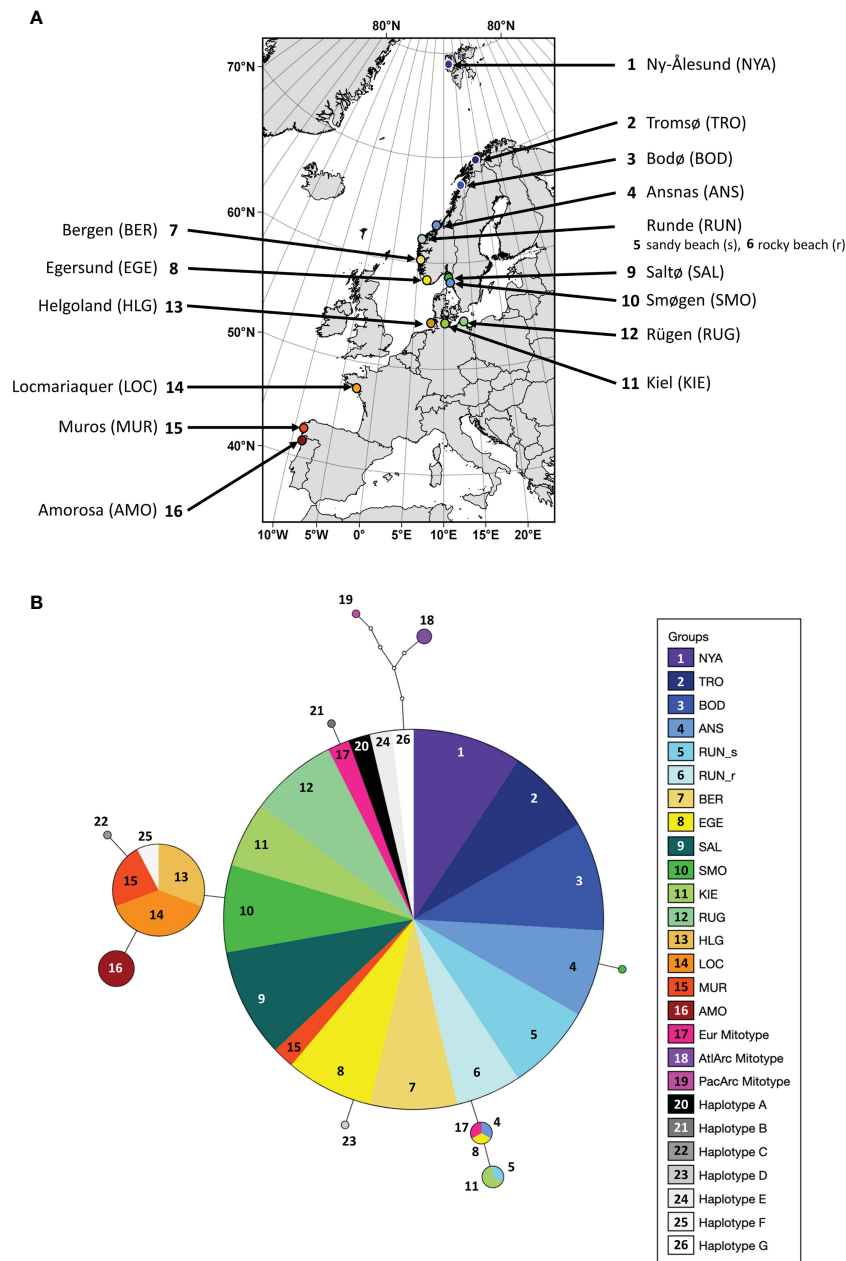 A
80°N 80°N
70°N
60°N
50°N
40°N
10°W 5°W 0° 5°E 10°E 15°E 20°E
1 Ny-Ålesund (NYA)
2 Tromsø (TRO)
3 Bodø (BOD)
4 Ansnas (ANS)
Runde (RUN)
5 sandy beach (s), 6 rocky beach (r)
9 Saltø (SAL)
10 Smøgen (SMO)
12 Rügen (RUG)
11 Kiel (KIE)
Bergen (BER) 7
Egersund (EGE) 8
Helgoland (HLG) 13
Locmariaquer (LOC) 14
Muros (MUR) 15
Amorosa (AMO) 16
B
19
18
21
17
20
24
26
1
2
3
4
5
6
7
8
15
9
10
11
12
22
25
15
13
14
16
23
17
4
8
5
11
Groups
1 NYA
2 TRO
3 BOD
4 ANS
5 RUN_s
6 RUN_r
7 BER
8 EGE
9 SAL
10 SMO
11 KIE
12 RUG
13 HLG
14 LOC
15 MUR
16 AMO
17 Eur Mitotype
18 AtlArc Mitotype
19 PacArc Mitotype
20 Haplotype A
21 Haplotype B
22 Haplotype C
23 Haplotype D
24 Haplotype E
25 Haplotype F
26 Haplotype G